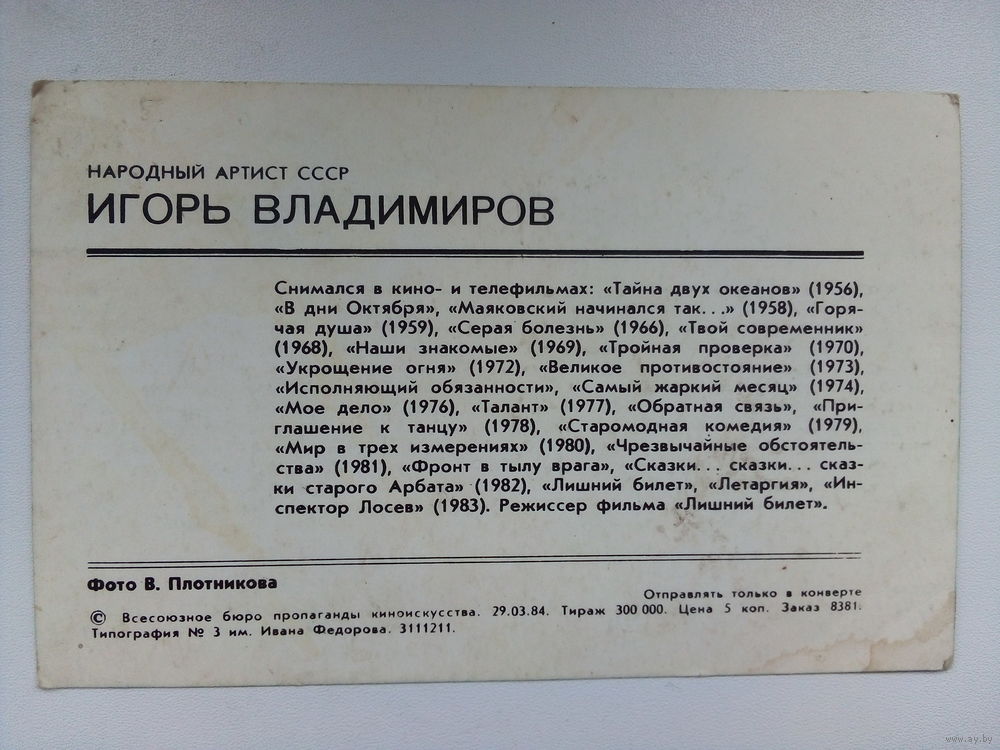 НАРОДНЫЙ АРТИСТ СССР
ИГОРЬ ВЛАДИМИРОВ
Снимался в кино- и телефильмах: «Тайна двух океанов» (1956),
«В дни Октября», «Маяковский начинался так...» (1958), «Горя-
чая душа» (1959), «Серая болезнь» (1966), «Твой современник»
(1968), «Наши знакомые» (1969), «Тройная проверка» (1970),
«Укрощение огня» (1972), «Великое противостояние» (1973),
«Исполняющий обязанности», «Самый жаркий месяц» (1974),
«Мое дело» (1976), «Талант» (1977), «Обратная связь», «При-
глашение к танцу» (1978), «Старомодная комедия» (1979),
«Мир в трех измерениях» (1980), «Чрезвычайные обстоятель-
ства» (1981), «Фронт в тылу врага», «Сказки... сказки... сказ-
ки старого Арбата» (1982), «Лишний билет», «Летаргия», «Ин-
спектор Лосев» (1983). Режиссер фильма «Лишний билет».
Фото В. Плотникова
Отправлять только в конверте
© Всесоюзное бюро пропаганды киноискусства. 29.03.84. Тираж 300 000. Цена 5 коп. Заказ 8381.
Типография № 3 им. Ивана Федорова. 3111211.
www.ay.by